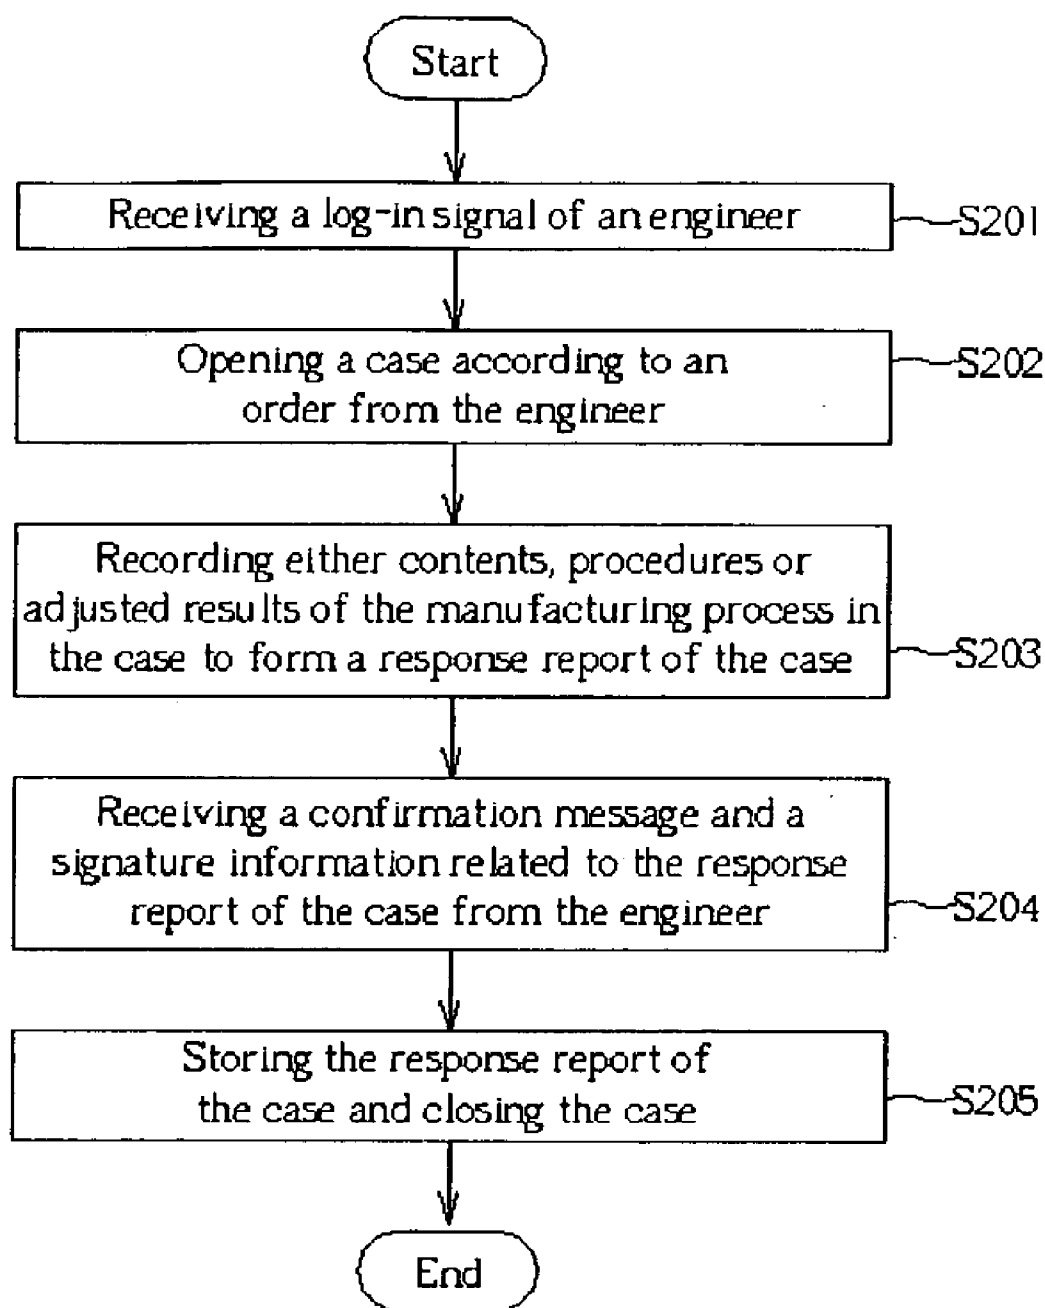 Start
Receiving a log-in signal of an engineer
S201
Opening a case according to an
S202
order from the engineer
Recording either contents, procedures or
adjusted results of the manufacturing process in
the case to form a response report of the case
S203
Receiving a confirmation message and a
signature information related to the response
report of the case from the engineer
S204
Storing the response report of
the case and closing the case
S205
End